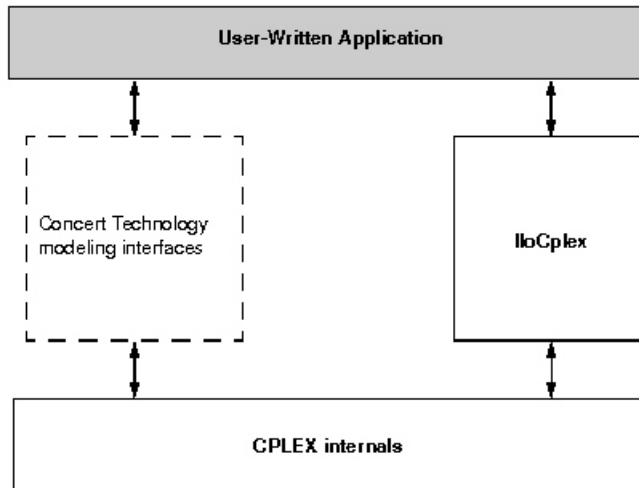 User-Written Application
Concert Technology
modeling interfaces
IloCplex
CPLEX internals